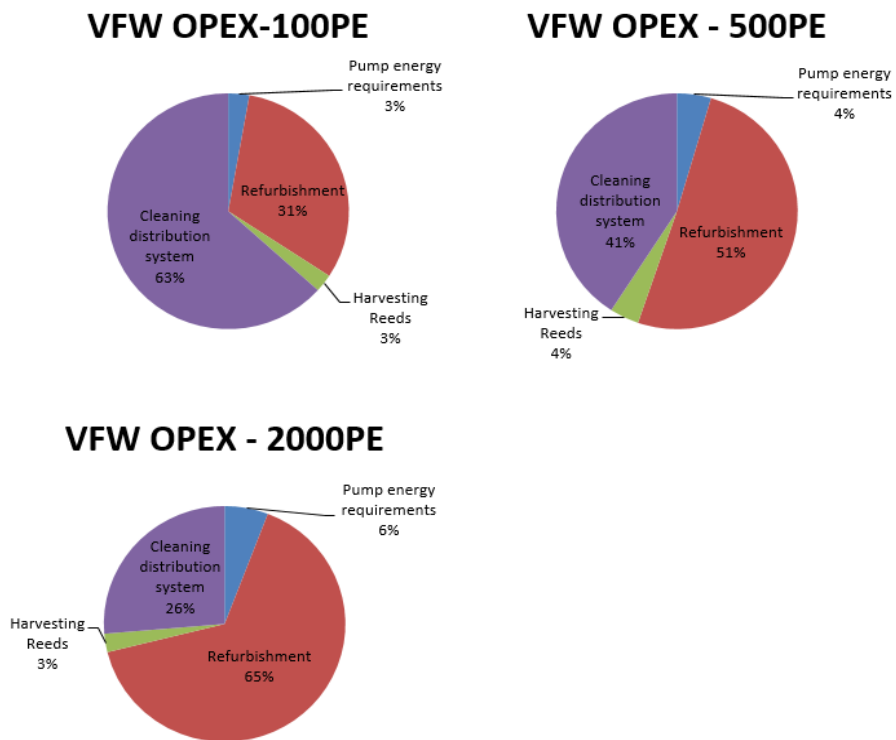 VFW OPEX-100PE
Pump energy
requirements
3%
Refurbishment
31%
Cleaning
distribution
system
63%
Harvesting
Reeds
3%
VFW OPEX - 500PE
Pump energy
requirements
4%
Cleaning
distribution
system
41%
Refurbishment
51%
Harvesting
Reeds
4%
VFW OPEX - 2000PE
Pump energy
requirements
6%
Cleaning
distribution
system
26%
Harvesting
Reeds
3%
Refurbishment
65%